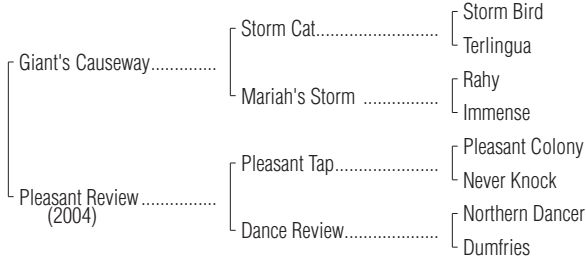 Storm Bird
Storm Cat..............................
Terlingua
Giant's Causeway..............
Rahy
Mariah's Storm .................
Immense
Pleasant Colony
Pleasant Tap.........................
Never Knock
Pleasant Review................
(2004)
Northern Dancer
Dance Review......................
Dumfries